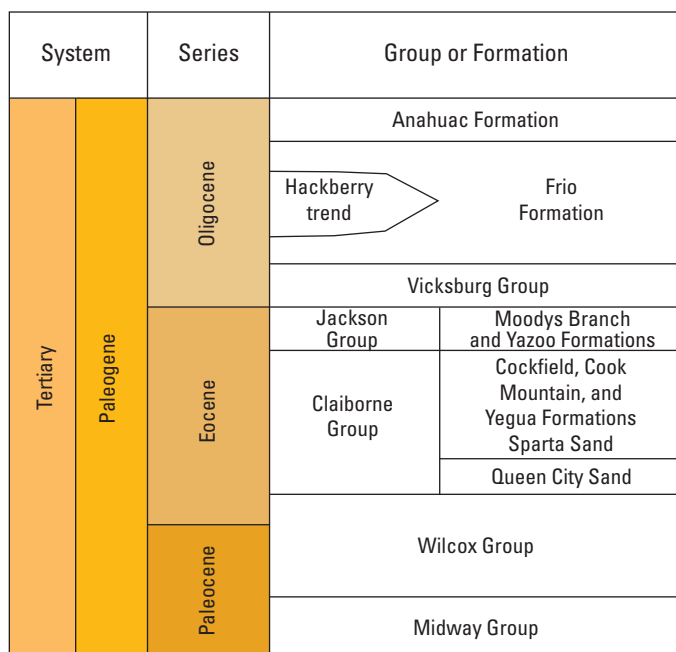 System
Series
Group or Formation
Tertiary
Paleogene
Oligocene
Anahuac Formation
Hackberry
trend
Frio
Formation
Vicksburg Group
Eocene
Jackson
Group
Moodys Branch
and Yazoo Formations
Claiborne
Group
Cockfield, Cook
Mountain, and
Yegua Formations
Sparta Sand
Queen City Sand
Paleocene
Wilcox Group
Midway Group